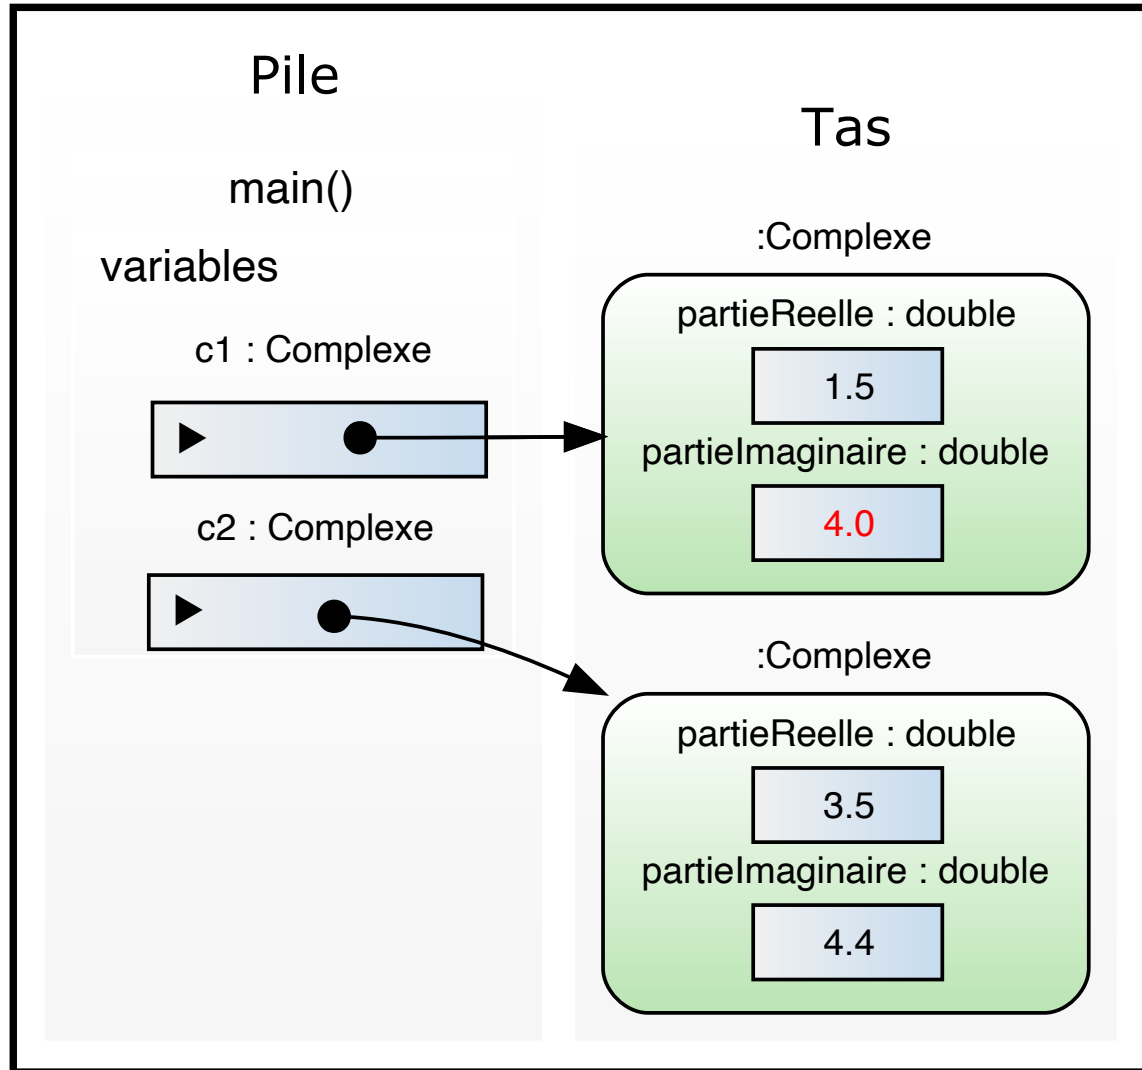 Pile
main()
variables
c1 : Complexe
c2 : Complexe
Tas
:Complexe
partieReelle : double
1.5
partieImaginaire : double
4.0
:Complexe
partieReelle : double
3.5
partieImaginaire : double
4.4